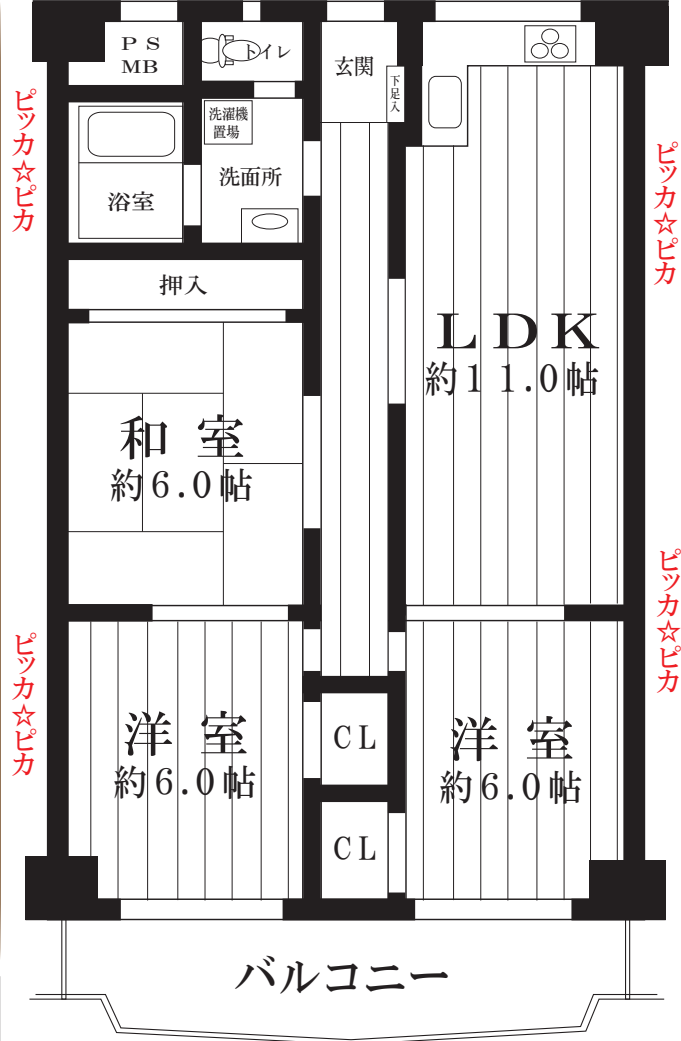 ＰＳ
ＭＢ
トイレ
玄関
下足入
洗濯機
置場
洗面所
浴室
ピッカ☆ピカ
ピッカ☆ピカ
押入
ＬＤＫ
約11.0帖
和室
約6.0帖
ピッカ☆ピカ
ピッカ☆ピカ
洋室
約6.0帖
ＣＬ
洋室
約6.0帖
ＣＬ
バルコニー